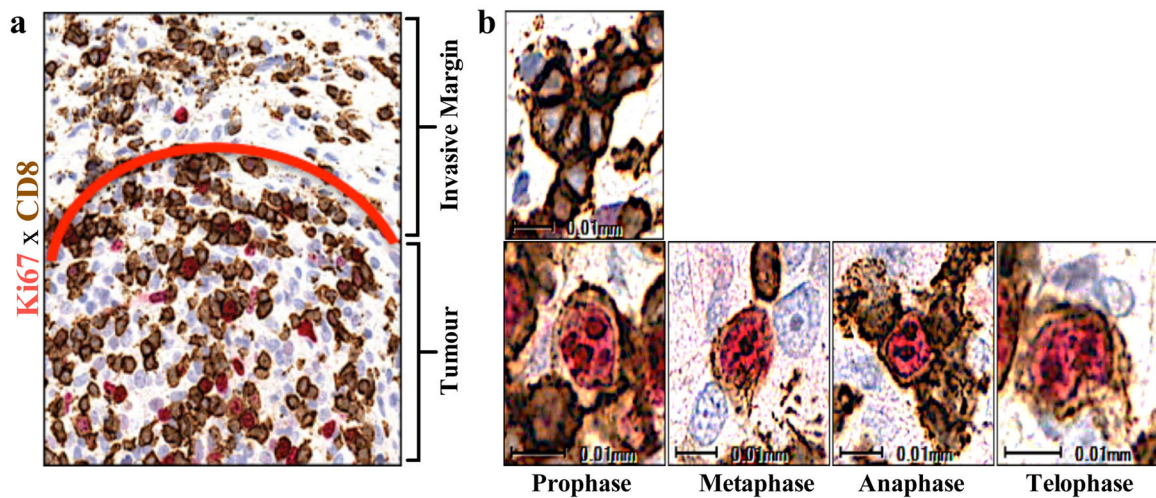 a
Ki67 x CD8
Invasive Margin
Tumour
b
0.01mm
0.01mm
0.01mm
0.01mm
0.01mm
Prophase
Metaphase
Anaphase
Telophase